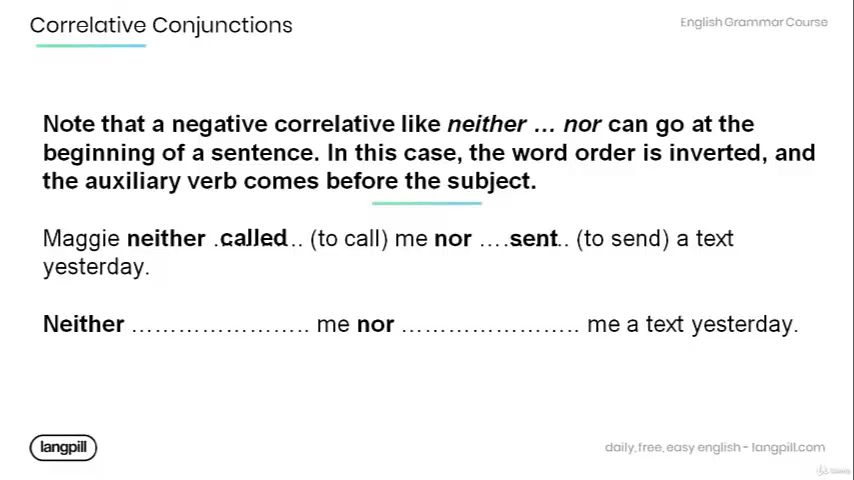 Correlative Conjunctions
English Grammar Course
Note that a negative correlative like neither … nor can go at the
beginning of a sentence. In this case, the word order is inverted, and
the auxiliary verb comes before the subject.
Maggie neither .called.. (to call) me nor ….sent.. (to send) a text
yesterday.
Neither ………………….. me nor ………………….. me a text yesterday.
langpill
daily, free, easy english - langpill.com
Udemy